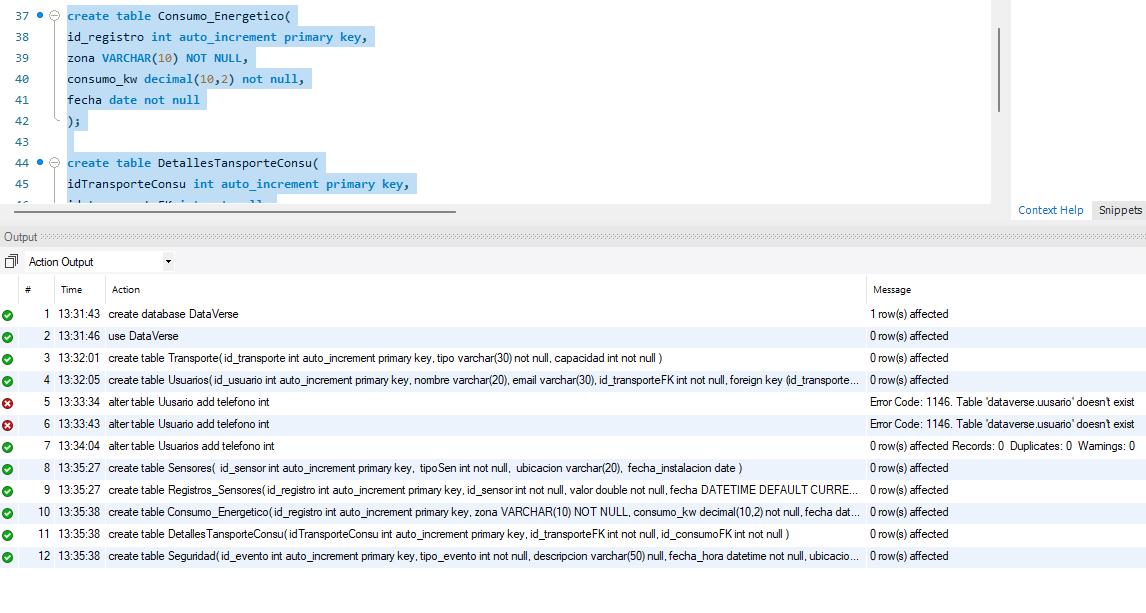 37 create table Consumo_Energetico(
38 id_registro int auto_increment primary key,
39 zona VARCHAR(10) NOT NULL,
40 consumo_kw decimal(10,2) not null,
41 fecha date not null
42 );
43
44 create table DetallesTansporteConsu(
45 idTransporteConsu int auto_increment primary key,
Context Help Snippets
Output
Action Output
# Time Action Message
1 13:31:43 create database DataVerse 1 row(s) affected
2 13:31:46 use DataVerse 0 row(s) affected
3 13:32:01 create table Transporte( id_transporte int auto_increment primary key, tipo varchar(30) not null, capacidad int not null ) 0 row(s) affected
4 13:32:05 create table Usuarios( id_usuario int auto_increment primary key, nombre varchar(20), email varchar(30), id_transporteFK int not null, foreign key (id_transporte... 0 row(s) affected
5 13:33:34 alter table Uusario add telefono int Error Code: 1146. Table 'dataverse.uusario' doesn't exist
6 13:33:43 alter table Uusario add telefono int Error Code: 1146. Table 'dataverse.uusario' doesn't exist
7 13:34:04 alter table Usuarios add telefono int 0 row(s) affected Records: 0 Duplicates: 0 Warnings: 0
8 13:35:27 create table Sensores( id_sensor int auto_increment primary key, tipoSen int not null, ubicacion varchar(20), fecha_instalacion date ) 0 row(s) affected
9 13:35:27 create table Registros_Sensores( id_registro int auto_increment primary key, id_sensor int not null, valor double not null, fecha DATETIME DEFAULT CURRE... 0 row(s) affected
10 13:35:38 create table Consumo_Energetico( id_registro int auto_increment primary key, zona VARCHAR(10) NOT NULL, consumo_kw decimal(10,2) not null, fecha dat... 0 row(s) affected
11 13:35:38 create table DetallesTansporteConsu( idTransporteConsu int auto_increment primary key, id_transporteFK int not null, id_consumoFK int not null ) 0 row(s) affected
12 13:35:38 create table Seguridad( id_evento int auto_increment primary key, tipo_evento int not null, descripcion varchar(50) null, fecha_hora datetime not null, ubicacio... 0 row(s) affected